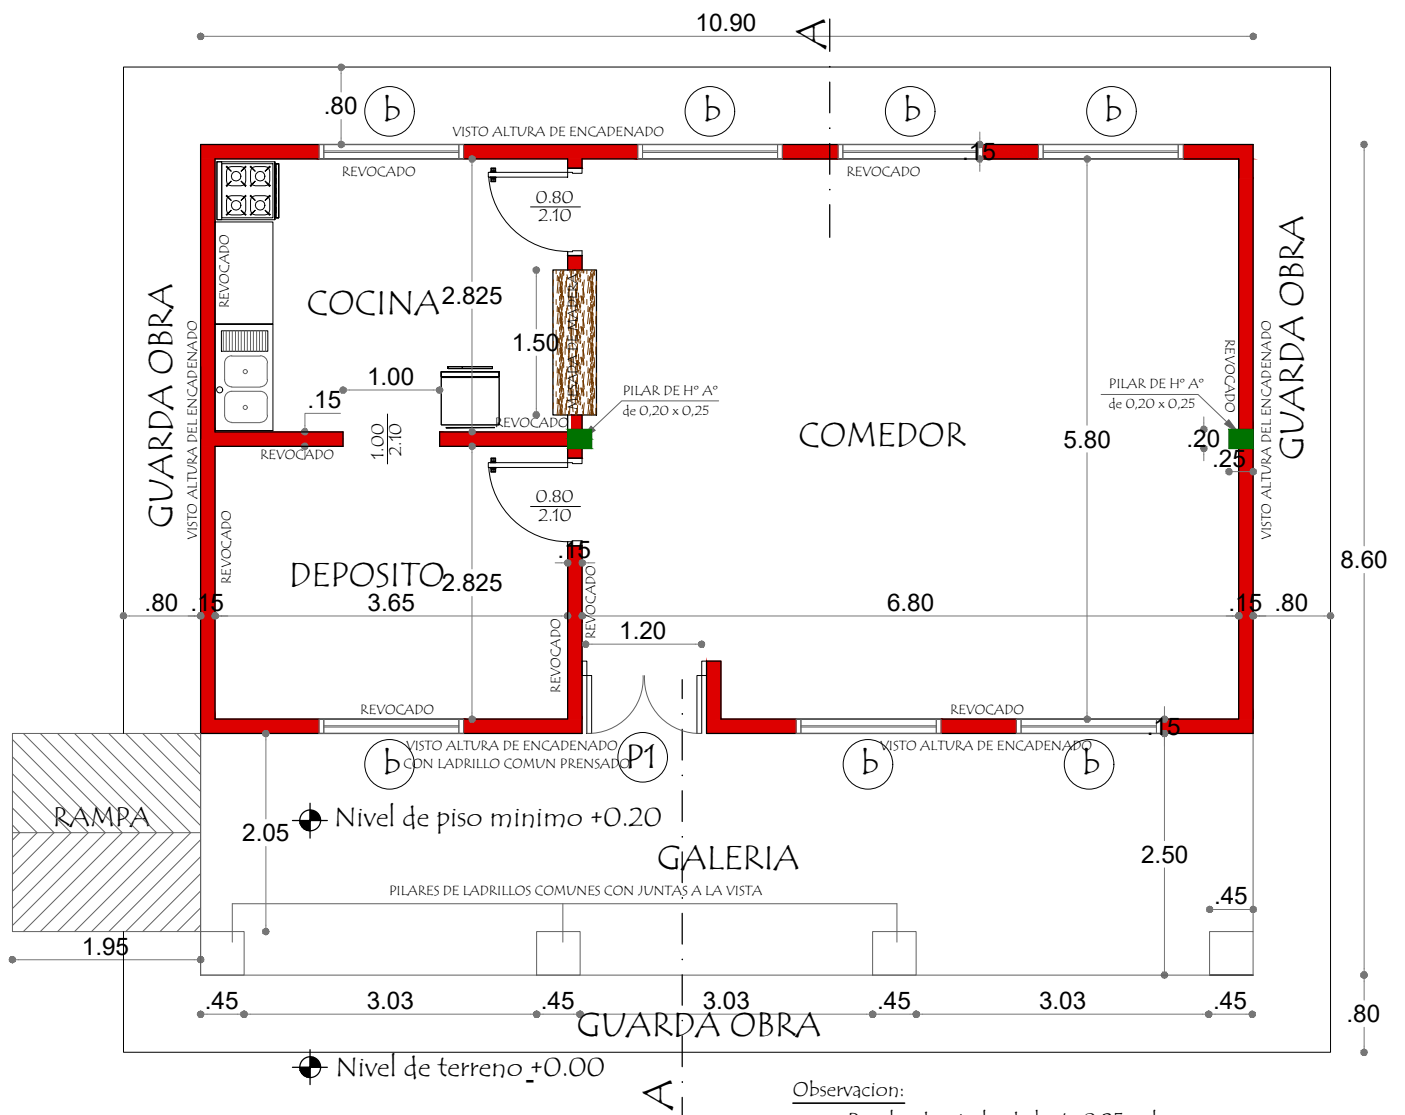 10.90
A
.80
b
b
b
b
VISTO ALTURA DE ENCADENADO
REVOCADO
REVOCADO
.15
0.80
2.10
REVOCADO
COCINA
2.825
1.50
1.00
.15
REVOCADO
REVOCADO
1.00
2.10
PILAR DE Hº Aº
de 0,20 x 0,25
PILAR DE Hº Aº
de 0,20 x 0,25
REVOCADO
COMEDOR
5.80
.20
.25
GUARDA OBRA
VISTO ALTURA DEL ENCADENADO
VISTO ALTURA DEL ENCADENADO
GUARDA OBRA
0.80
2.10
REVOCADO
.15
DEPOSITO
2.825
REVOCADO
8.60
.80
.15
3.65
6.80
.15
.80
1.20
REVOCADO
REVOCADO
REVOCADO
.15
b
VISTO ALTURA DE ENCADENADO
CON LADRILLO COMUN PRENSADO
P1
VISTO ALTURA DE ENCADENADO
b
b
RAMPA
Nivel de piso minimo +0.20
2.05
GALERIA
2.50
PILARES DE LADRILLOS COMUNES CON JUNTAS A LA VISTA
.45
1.95
.45
3.03
.45
3.03
.45
3.03
.45
.80
GUARDA OBRA
Nivel de terreno +0.00
A
Observacion: